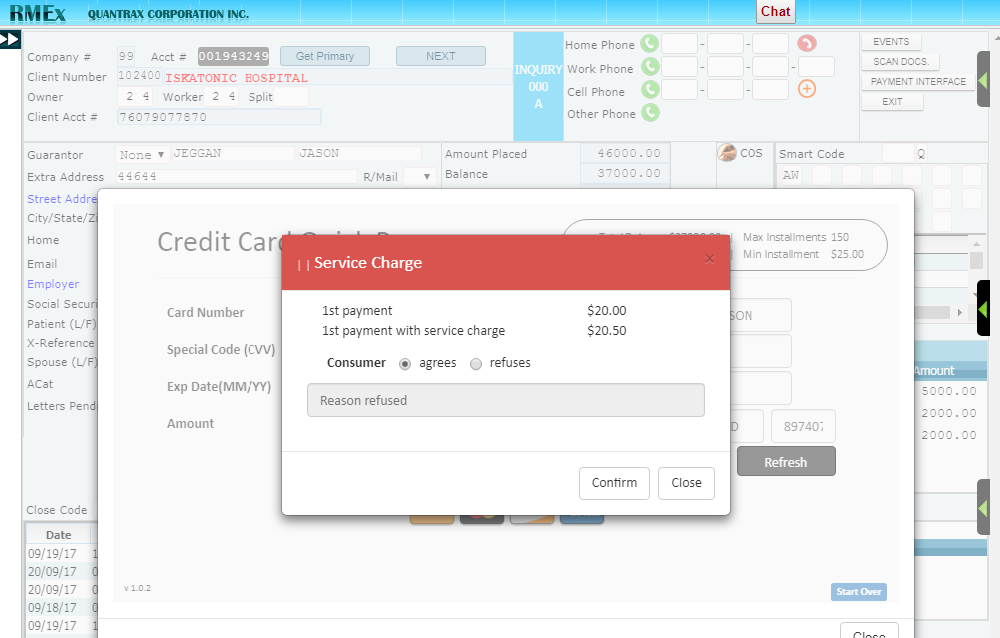 RMEx QUANTRAX CORPORATION INC. Chat
Company # 99 Acct # 001943249 Get Primary NEXT
Client Number 102400 ISKATONIC HOSPITAL
Owner 2 4 Worker 2 4 Split
Client Acct # 76079077870
INQUIRY
000
A
Home Phone - -
Work Phone - - -
Cell Phone - -
Other Phone
EVENTS
SCAN DOCS.
PAYMENT INTERFACE
EXIT
Guarantor None ▼ JEGGAN JASON
Extra Address 44644 R/Mail ▼
Amount Placed 46000.00
Balance 37000.00
COS
Smart Code Q
AW
Street Addre
City/State/Zi
Home
Email
Employer
Social Securi
Patient (L/F)
X-Reference
Spouse (L/F)
ACat
Letters Pendi
Close Code
Date
09/19/17 1
20/09/17 0
20/09/17 0
09/18/17 0
09/19/17 1
Credit Card
Max Installments 150
Min Installment $25.00
Card Number SON
Special Code (CVV)
Exp Date(MM/YY)
Amount D 897407
Refresh
| | Service Charge ×
1st payment $20.00
1st payment with service charge $20.50
Consumer agrees refuses
Reason refused
Confirm Close
v 1.0.2 Start Over
Close
Amount
5000.00
2000.00
2000.00